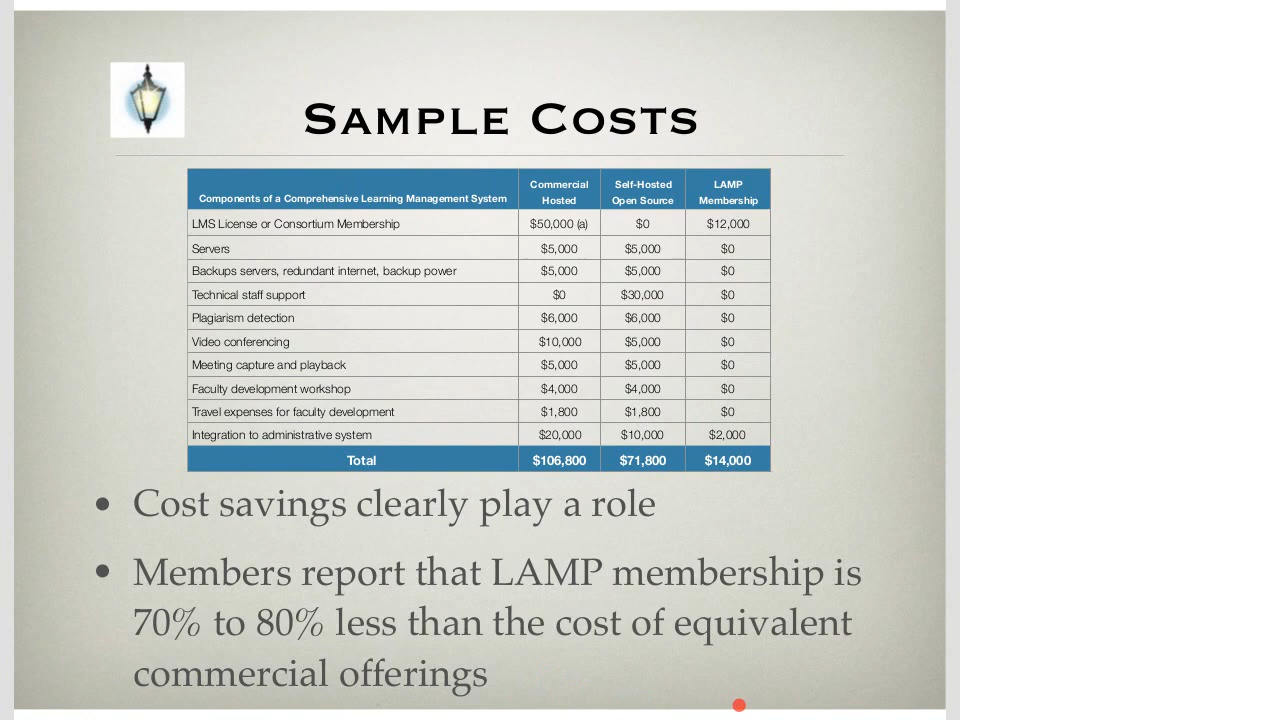 Sample Costs
Components of a Comprehensive Learning Management System Commercial Hosted Self-Hosted Open Source LAMP Membership
LMS License or Consortium Membership $50,000 (a) $0 $12,000
Servers $5,000 $5,000 $0
Backups servers, redundant internet, backup power $5,000 $5,000 $0
Technical staff support $0 $30,000 $0
Plagiarism detection $6,000 $6,000 $0
Video conferencing $10,000 $5,000 $0
Meeting capture and playback $5,000 $5,000 $0
Faculty development workshop $4,000 $4,000 $0
Travel expenses for faculty development $1,800 $1,800 $0
Integration to administrative system $20,000 $10,000 $2,000
Total $106,800 $71,800 $14,000
• Cost savings clearly play a role
• Members report that LAMP membership is
70% to 80% less than the cost of equivalent
commercial offerings